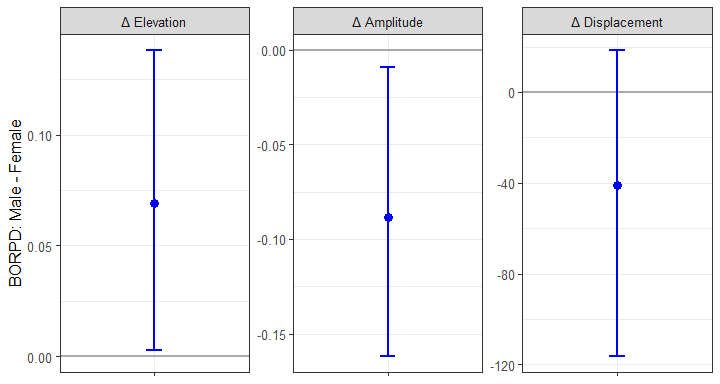 Δ Elevation
Δ Amplitude
Δ Displacement
BORPD: Male - Female
0.10
0.05
0.00
0.00
-0.05
-0.10
-0.15
0
-40
-80
-120